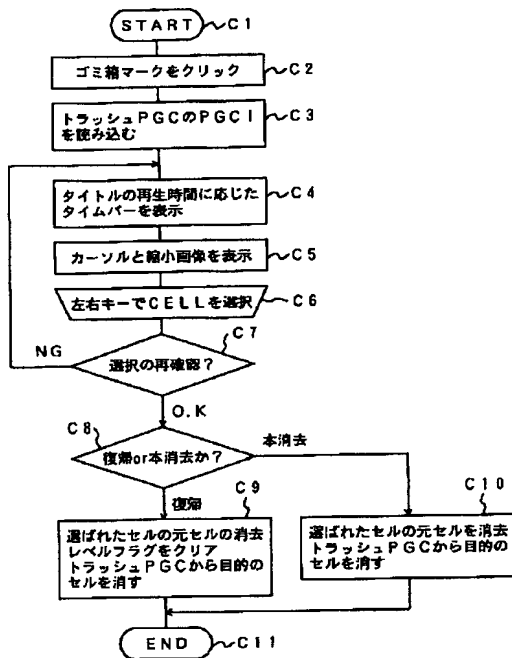 START
C1
ゴミ箱マークをクリック
C2
トラッシュPGCのPGCI
を読み込む
C3
タイトルの再生時間に応じた
タイムバーを表示
C4
カーソルと縮小画像を表示
C5
左右キーでCELLを選択
C6
C7
NG
選択の再確認?
O.K
C8
復帰or本消去か?
本消去
復帰
C9
選ばれたセルの元セルの消去
レベルフラグをクリア
トラッシュPGCから目的の
セルを消す
C10
選ばれたセルの元セルを消去
トラッシュPGCから目的の
セルを消す
END
C11